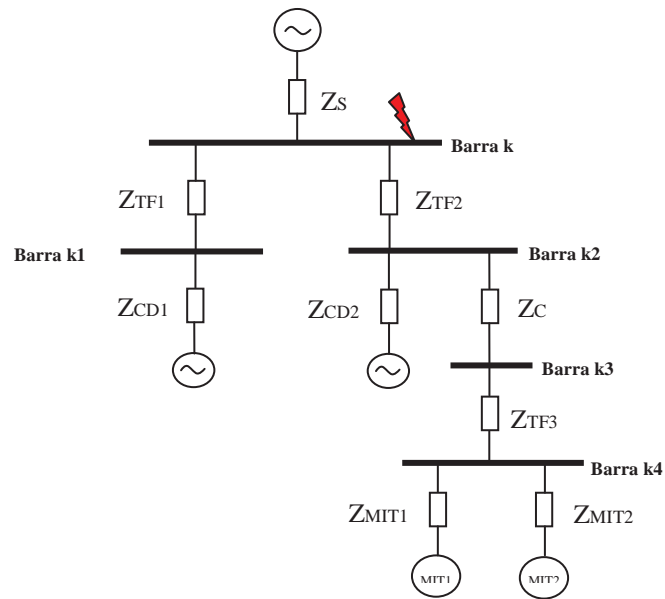 ZS
Barra k
ZTF1
ZTF2
Barra k1
Barra k2
ZCD1
ZCD2
ZC
Barra k3
ZTF3
Barra k4
ZMIT1
ZMIT2
MIT1
MIT2